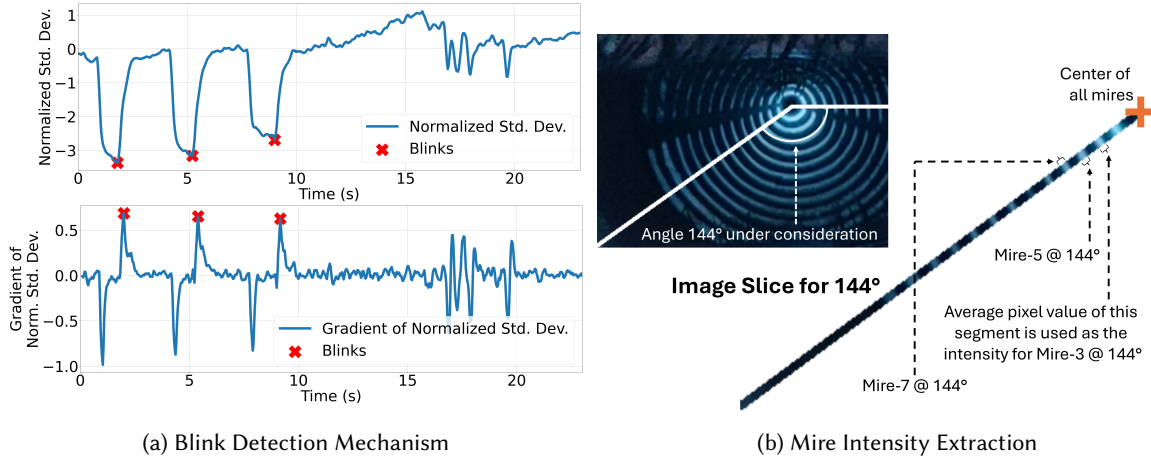 1
0
−1
−2
−3
Normalized Std. Dev.
Normalized Std. Dev.
Blinks
0
5
10
15
20
Time (s)
0.5
0.0
−0.5
−1.0
Gradient of
Norm. Std. Dev.
Gradient of Normalized Std. Dev.
Blinks
0
5
10
15
20
Time (s)
(a) Blink Detection Mechanism
Angle 144° under consideration
Image Slice for 144°
Center of
all mires
Mire-5 @ 144°
Average pixel value of this
segment is used as the
intensity for Mire-3 @ 144°
Mire-7 @ 144°
(b) Mire Intensity Extraction